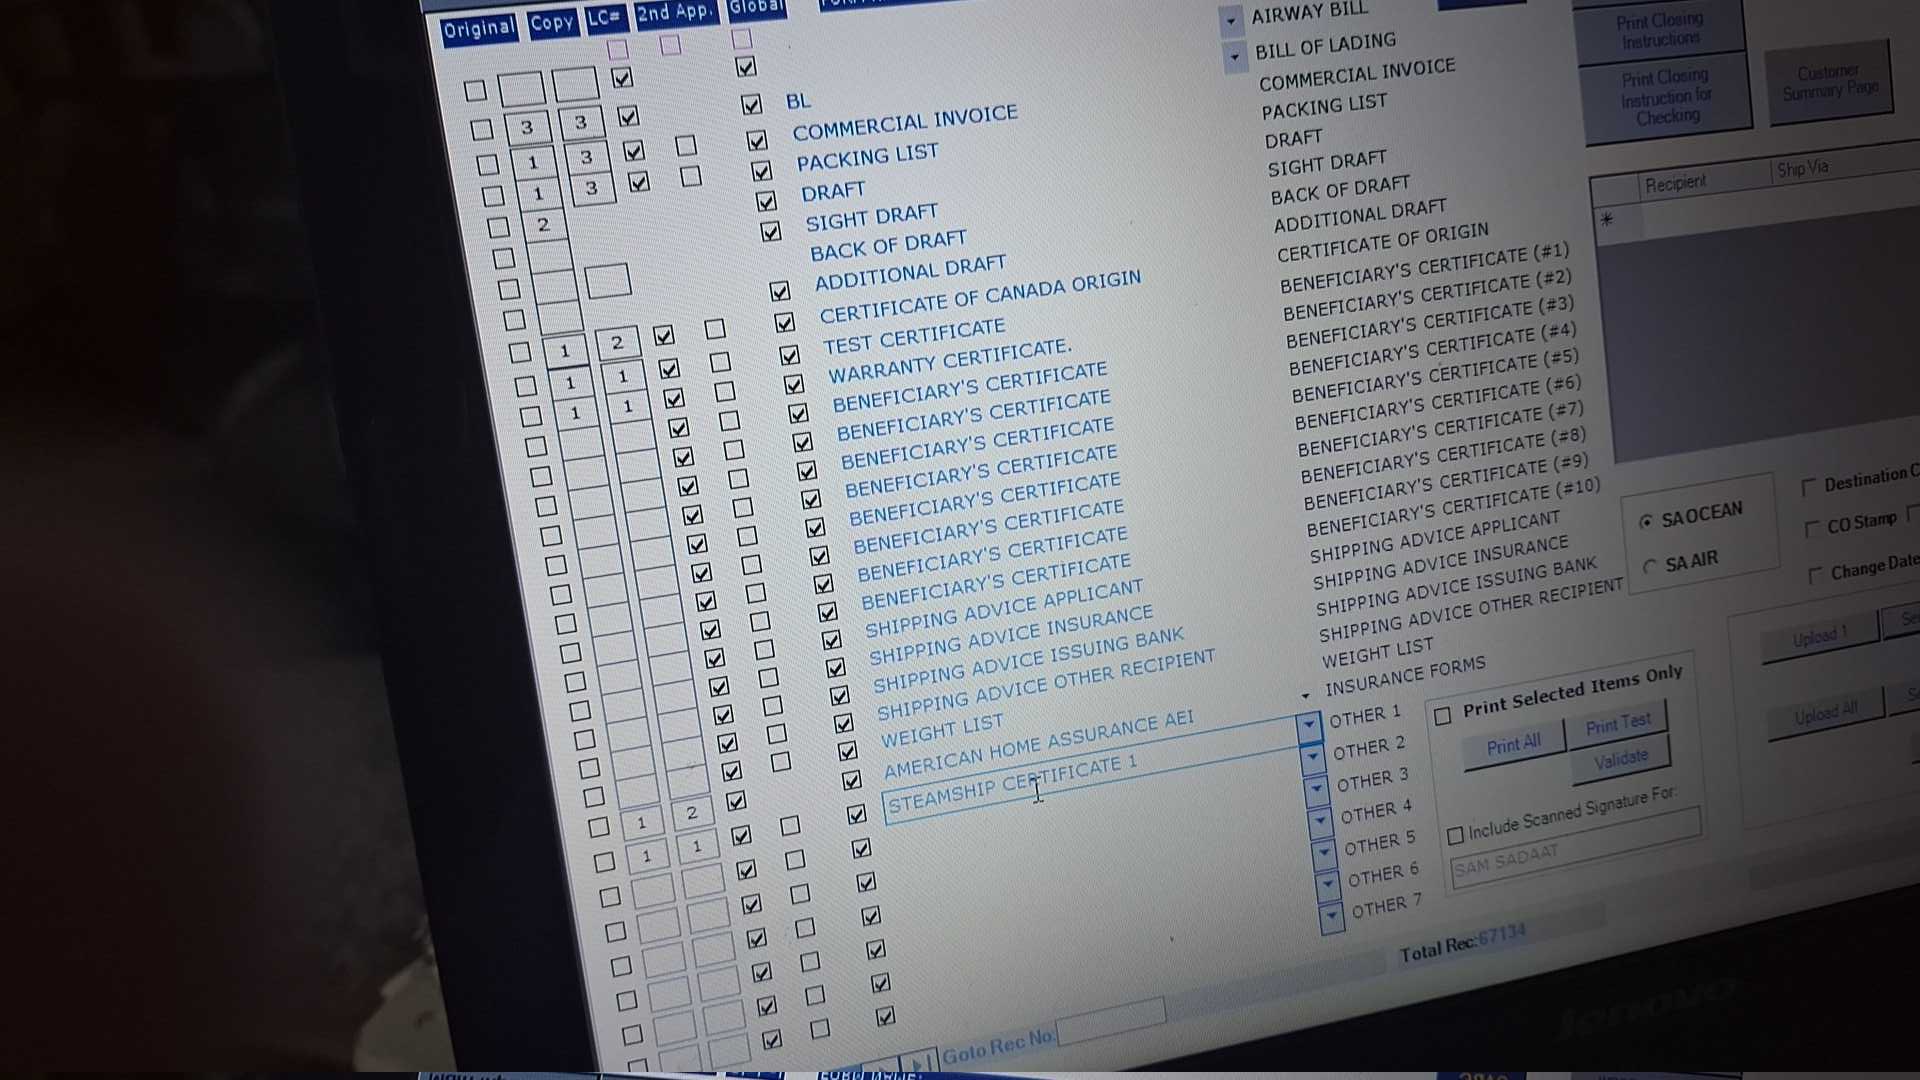 Original Copy LC# 2nd App. Global
AIRWAY BILL
BL BILL OF LADING
3 3 COMMERCIAL INVOICE COMMERCIAL INVOICE
1 3 PACKING LIST PACKING LIST
1 3 DRAFT DRAFT
2 SIGHT DRAFT SIGHT DRAFT
BACK OF DRAFT BACK OF DRAFT
ADDITIONAL DRAFT ADDITIONAL DRAFT
CERTIFICATE OF CANADA ORIGIN CERTIFICATE OF ORIGIN
1 2 TEST CERTIFICATE BENEFICIARY'S CERTIFICATE (#1)
1 1 WARRANTY CERTIFICATE. BENEFICIARY'S CERTIFICATE (#2)
1 1 BENEFICIARY'S CERTIFICATE BENEFICIARY'S CERTIFICATE (#3)
BENEFICIARY'S CERTIFICATE BENEFICIARY'S CERTIFICATE (#4)
BENEFICIARY'S CERTIFICATE BENEFICIARY'S CERTIFICATE (#5)
BENEFICIARY'S CERTIFICATE BENEFICIARY'S CERTIFICATE (#6)
BENEFICIARY'S CERTIFICATE BENEFICIARY'S CERTIFICATE (#7)
BENEFICIARY'S CERTIFICATE BENEFICIARY'S CERTIFICATE (#8)
BENEFICIARY'S CERTIFICATE BENEFICIARY'S CERTIFICATE (#9)
BENEFICIARY'S CERTIFICATE BENEFICIARY'S CERTIFICATE (#10)
SHIPPING ADVICE APPLICANT SHIPPING ADVICE APPLICANT
SHIPPING ADVICE INSURANCE SHIPPING ADVICE INSURANCE
SHIPPING ADVICE ISSUING BANK SHIPPING ADVICE ISSUING BANK
SHIPPING ADVICE OTHER RECIPIENT SHIPPING ADVICE OTHER RECIPIENT
WEIGHT LIST WEIGHT LIST
1 2 AMERICAN HOME ASSURANCE AEI INSURANCE FORMS
1 1 STEAMSHIP CERTIFICATE 1 OTHER 1
OTHER 2
OTHER 3
OTHER 4
OTHER 5
OTHER 6
OTHER 7
Print Closing
Instructions
Print Closing
Instruction for
Checking
Customer
Summary Page
Recipient Ship Via
*
SA OCEAN
SA AIR
Destination
CO Stamp
Change Date
Upload 1
Upload All
Print Selected Items Only
Print All Print Test
Validate
Include Scanned Signature For:
SAM SADAAT
Total Rec:67134
Goto Rec No.
lenovo